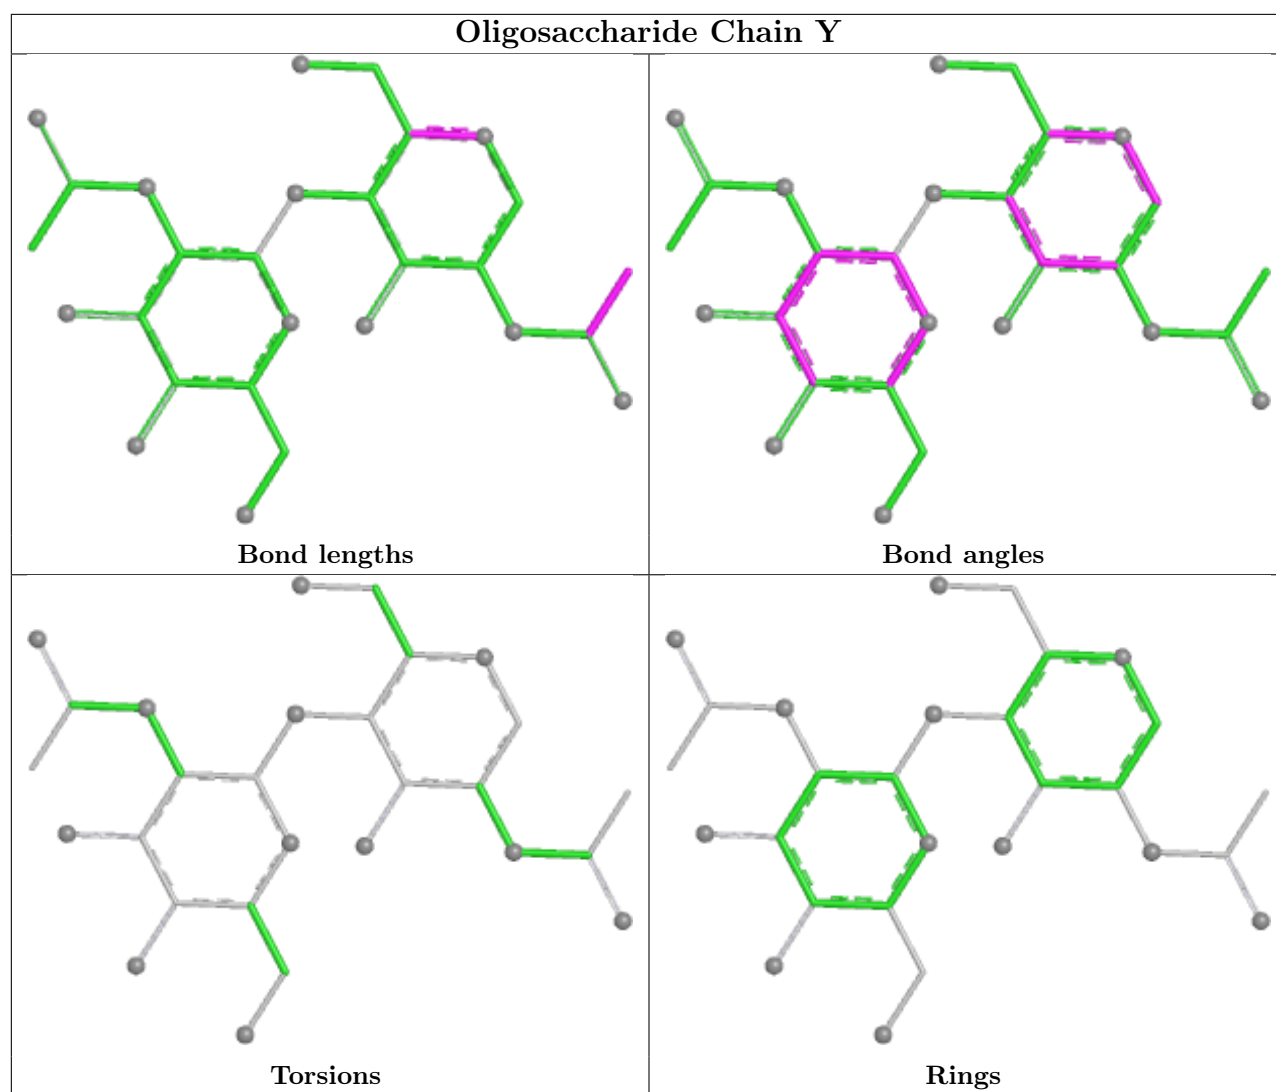 Oligosaccharide Chain Y
Bond lengths
Bond angles
Torsions
Rings